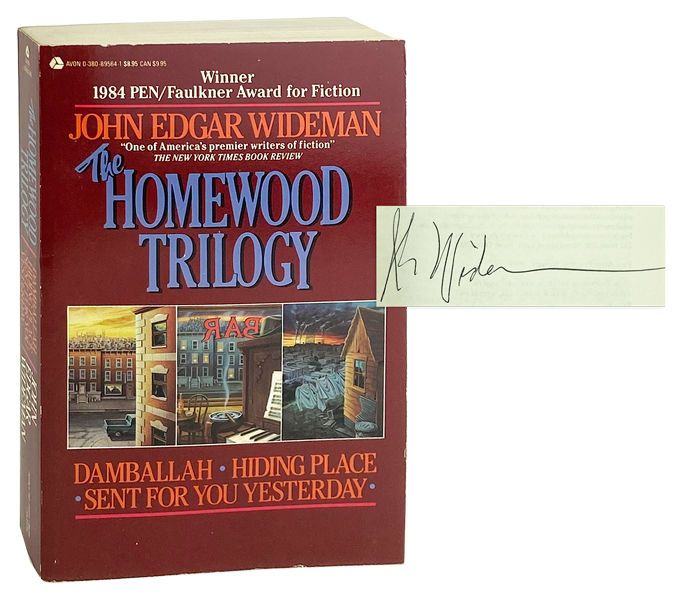 AVON 0-380-89564-1 $8.95 CAN $9.95
Winner
1984 PEN/Faulkner Award for Fiction
JOHN EDGAR WIDEMAN
"One of America's premier writers of fiction"
THE NEW YORK TIMES BOOK REVIEW
The
HOMEWOOD
TRILOGY
BAR
DAMBALLAH · HIDING PLACE
· SENT FOR YOU YESTERDAY ·